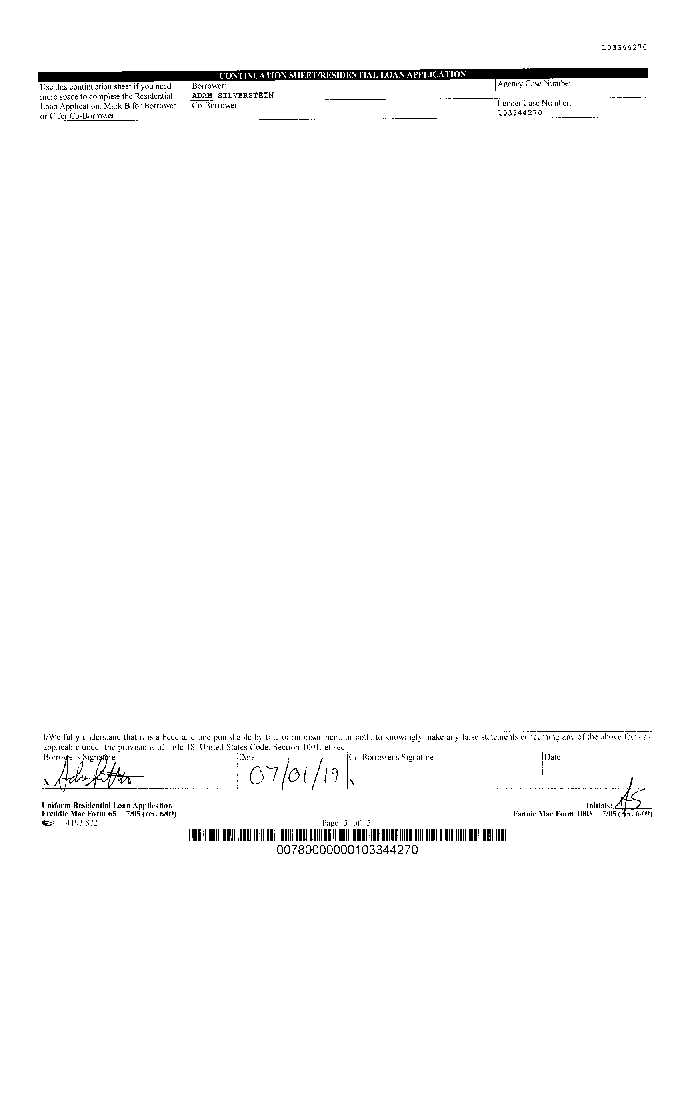 103344270
CONTINUATION SHEET/RESIDENTIAL LOAN APPLICATION
Use this continuation sheet if you need
more space to complete the Residential
Loan Application. Mark B for Borrower
or C for Co-Borrower
Borrower:
ADAM SILVERSTEIN
Co-Borrower
Agency Case Number:
Lender Case Number:
103344270
I/We fully understand that it is a Federal crime punishable by fine or imprisonment, or both, to knowingly make any false statements concerning any of the above facts as
applicable under the provisions of Title 18, United States Code, Section 1001, et seq.
Borrower's Signature Date Co-Borrower's Signature Date
X 07/01/10 X
Uniform Residential Loan Application
Freddie Mac Form 65 7/05 (rev. 6/09)
Initials: AS
Fannie Mae Form 1003 7/05 (rev. 6/09)
Page 5 of 5
00780000000103344270